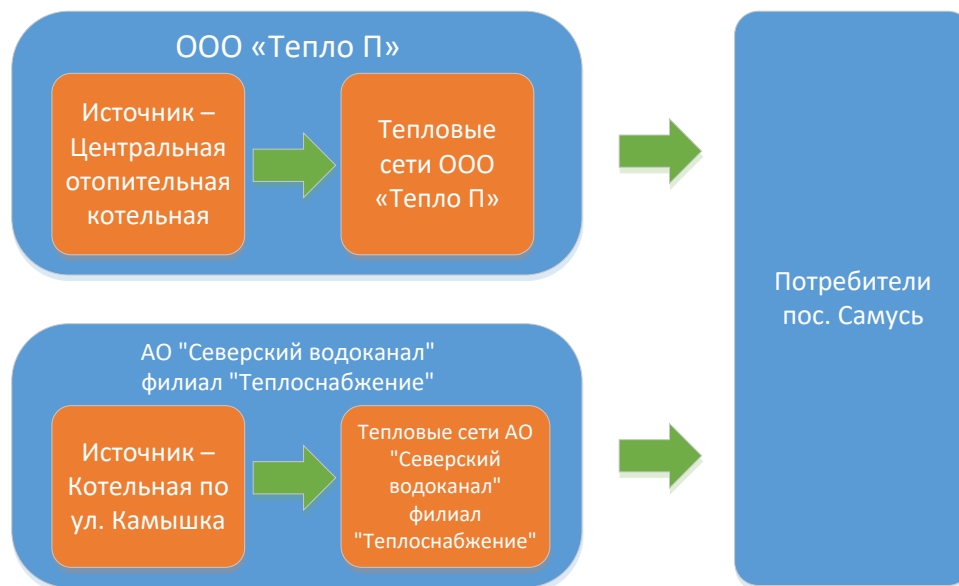 ООО «Тепло П»
Источник –
Центральная
отопительная
котельная
Тепловые
сети ООО
«Тепло П»
АО "Северский водоканал"
филиал "Теплоснабжение"
Источник –
Котельная по
ул. Камышка
Тепловые сети АО
"Северский
водоканал"
филиал
"Теплоснабжение"
Потребители
пос. Самусь